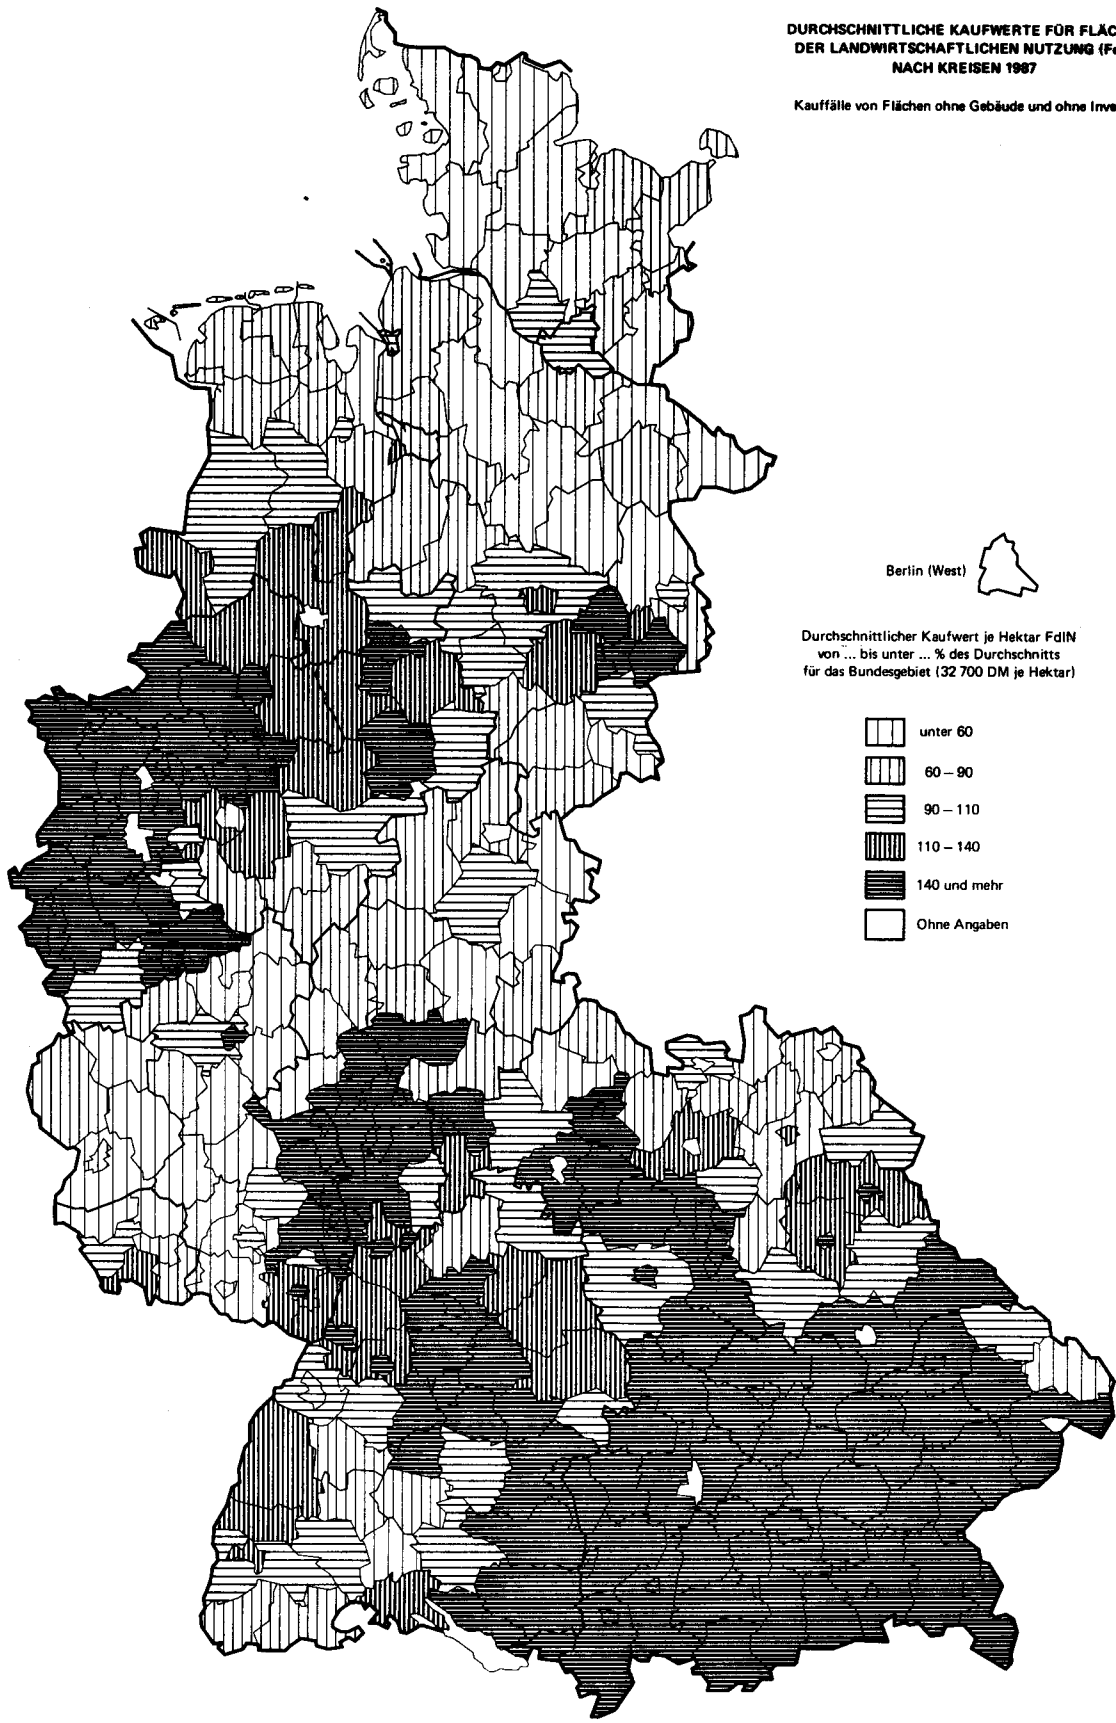 DURCHSCHNITTLICHE KAUFWERTE FÜR FLÄC
DER LANDWIRTSCHAFTLICHEN NUTZUNG (F
NACH KREISEN 1987
Kauffälle von Flächen ohne Gebäude und ohne Inve
Berlin (West)
Durchschnittlicher Kaufwert je Hektar FdlN
von ... bis unter ... % des Durchschnitts
für das Bundesgebiet (32 700 DM je Hektar)
unter 60
60 – 90
90 – 110
110 – 140
140 und mehr
Ohne Angaben